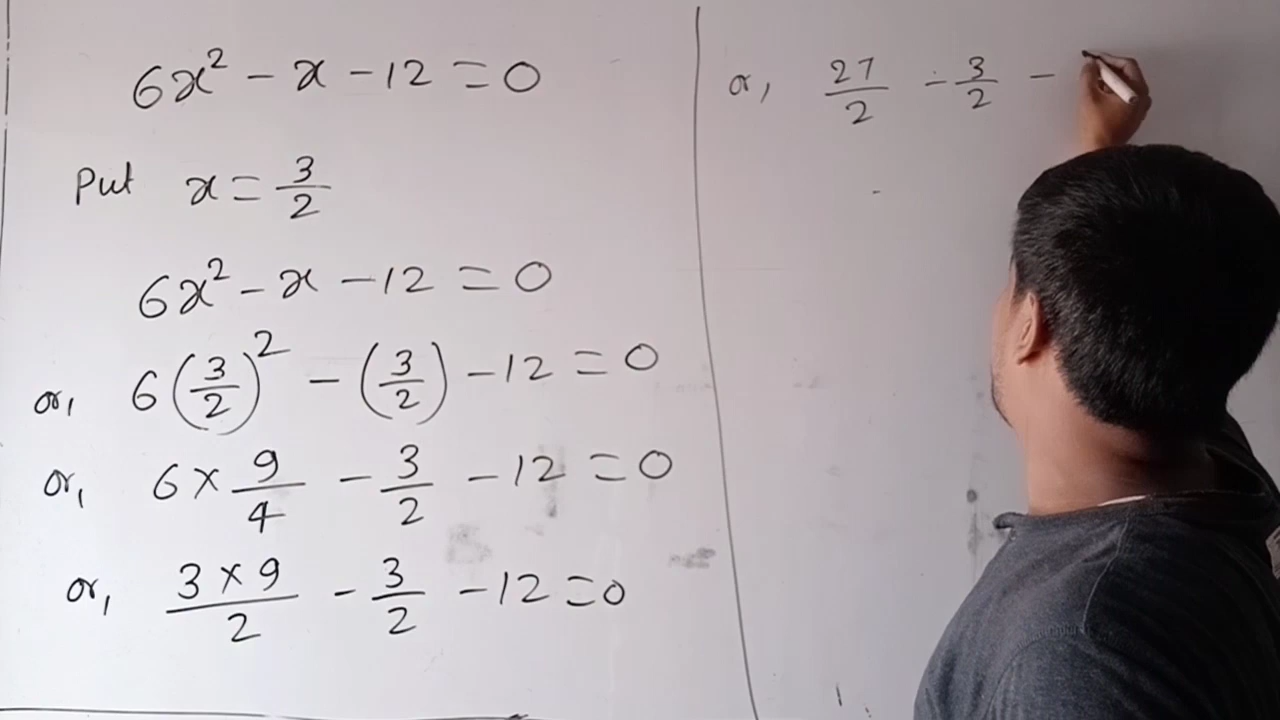 6x² - x - 12 = 0
Put x = 3/2
6x² - x - 12 = 0
or, 6(3/2)² - (3/2) - 12 = 0
or, 6 × 9/4 - 3/2 - 12 = 0
or, 3 × 9/2 - 3/2 - 12 = 0
or, 27/2 - 3/2 -